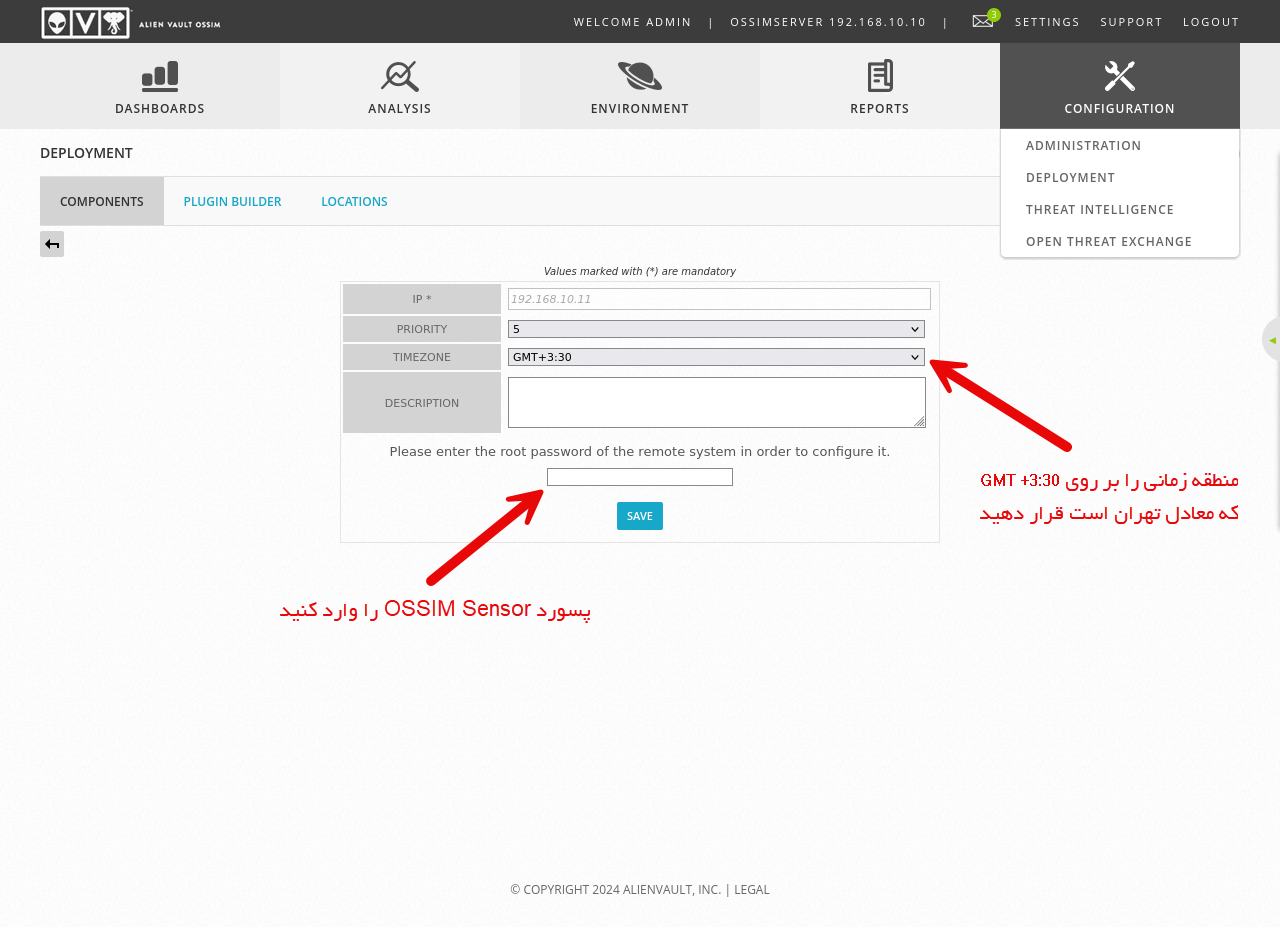 ALIEN VAULT OSSIM
WELCOME ADMIN | OSSIMSERVER 192.168.10.10 | 3 SETTINGS SUPPORT LOGOUT
DASHBOARDS ANALYSIS ENVIRONMENT REPORTS CONFIGURATION
ADMINISTRATION
DEPLOYMENT
THREAT INTELLIGENCE
OPEN THREAT EXCHANGE
DEPLOYMENT
COMPONENTS PLUGIN BUILDER LOCATIONS
Values marked with (*) are mandatory
IP * 192.168.10.11
PRIORITY 5
TIMEZONE GMT+3:30
DESCRIPTION
Please enter the root password of the remote system in order to configure it.
SAVE
منطقه زمانی را بر روی GMT +3:30
که معادل تهران است قرار دهید
پسورد OSSIM Sensor را وارد کنید
© COPYRIGHT 2024 ALIENVAULT, INC. | LEGAL